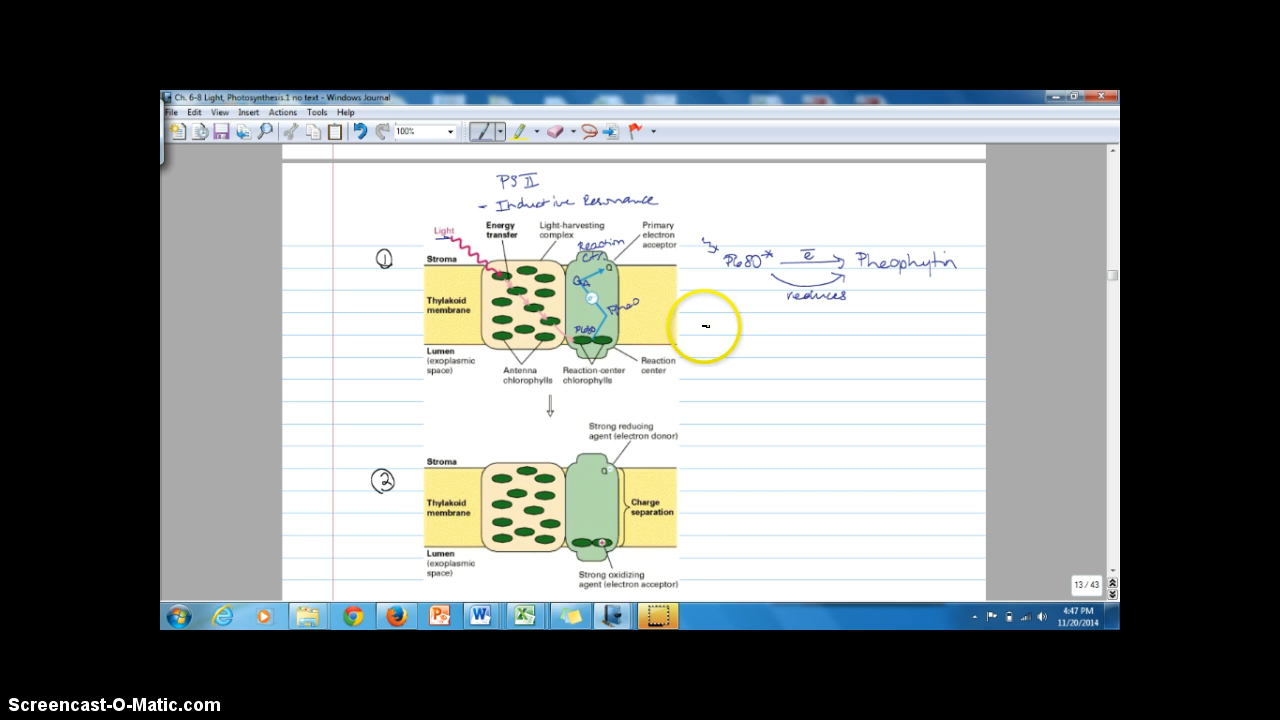 Ch. 6-8 Light, Photosynthesis.1 no text - Windows Journal
File Edit View Insert Actions Tools Help
100%
PS II
- Inductive Resonance
Light
Energy
transfer
Light-harvesting
complex
Reaction
Ctr
Primary
electron
acceptor
1
Stroma
Q
QA
P680* e̅ Pheophytin
reduces
Thylakoid
membrane
Pheo
P680
Lumen
(exoplasmic
space)
Antenna
chlorophylls
Reaction-center
chlorophylls
Reaction
center
Strong reducing
agent (electron donor)
2
Stroma
Q
Thylakoid
membrane
Charge
separation
Lumen
(exoplasmic
space)
Strong oxidizing
agent (electron acceptor)
13 / 43
4:47 PM
11/20/2014
Screencast-O-Matic.com